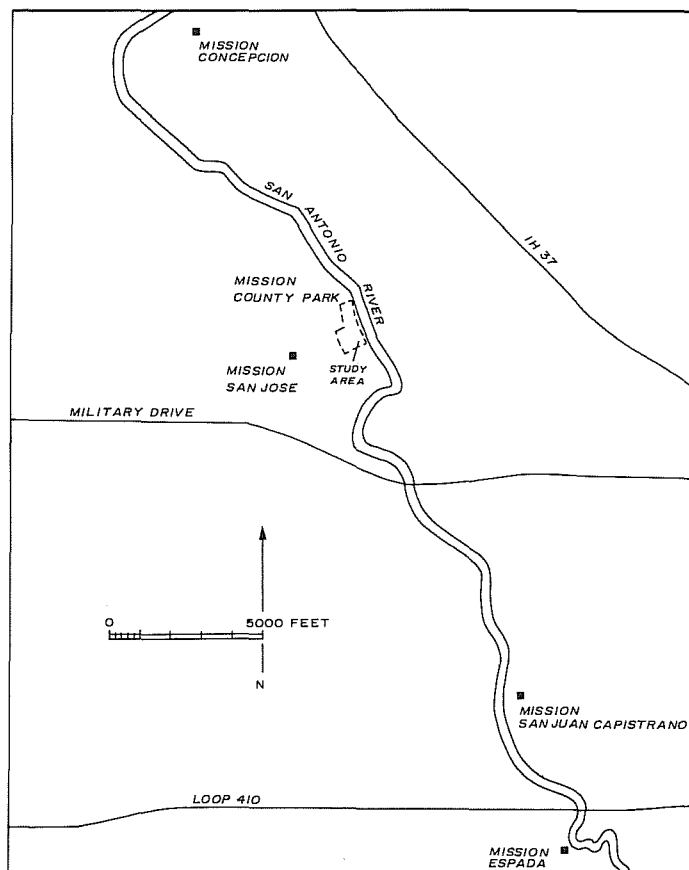 MISSION
CONCEPCION
SAN ANTONIO RIVER
IH 37
MISSION
COUNTY PARK
MISSION
SAN JOSE
STUDY
AREA
MILITARY DRIVE
0 5000 FEET
N
MISSION
SAN JUAN CAPISTRANO
LOOP 410
MISSION
ESPADA